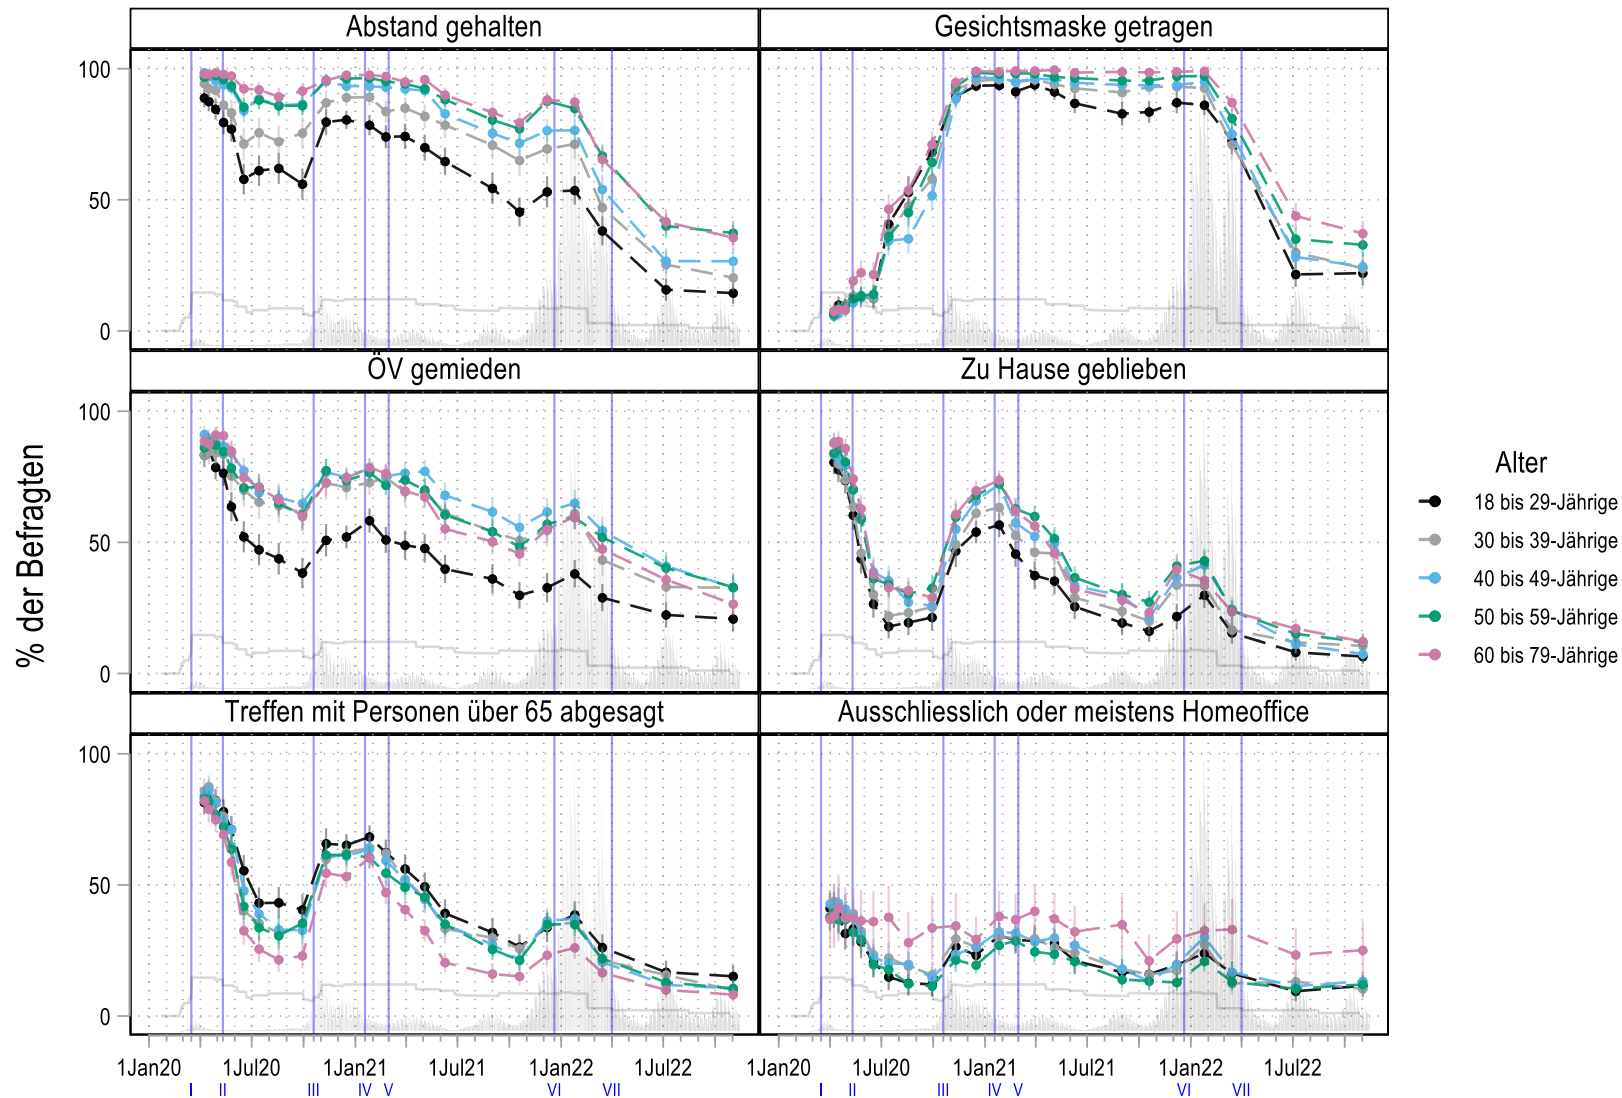 Abstand gehalten
Gesichtsmaske getragen
100
50
0
ÖV gemieden
Zu Hause geblieben
100
50
0
% der Befragten
Alter
18 bis 29-Jährige
30 bis 39-Jährige
40 bis 49-Jährige
50 bis 59-Jährige
60 bis 79-Jährige
Treffen mit Personen über 65 abgesagt
Ausschliesslich oder meistens Homeoffice
100
50
0
1Jan20 1Jul20 1Jan21 1Jul21 1Jan22 1Jul22
1Jan20 1Jul20 1Jan21 1Jul21 1Jan22 1Jul22
I II III IV V VI VII
I II III IV V VI VII